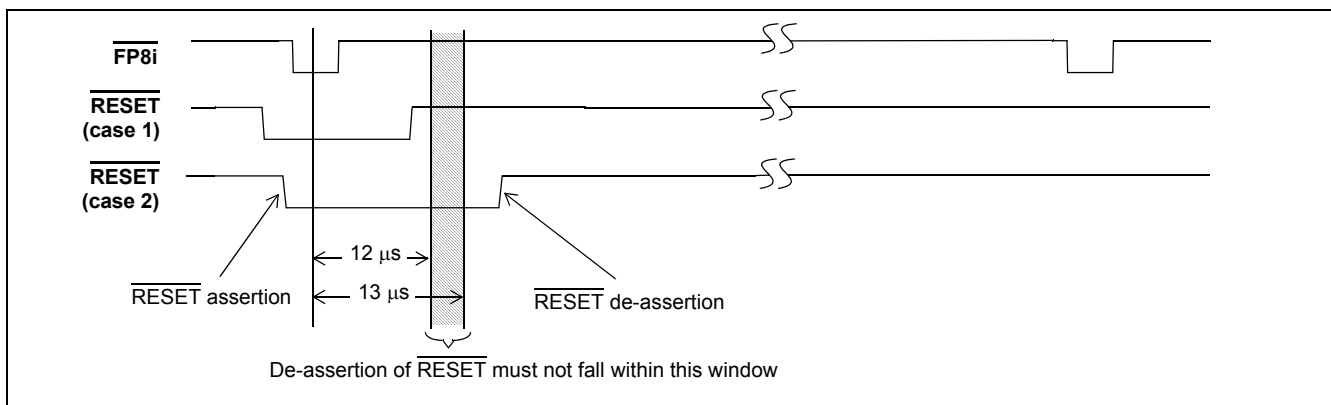 FP8i
RESET
(case 1)
RESET
(case 2)
12 μs
RESET assertion
13 μs
RESET de-assertion
De-assertion of RESET must not fall within this window